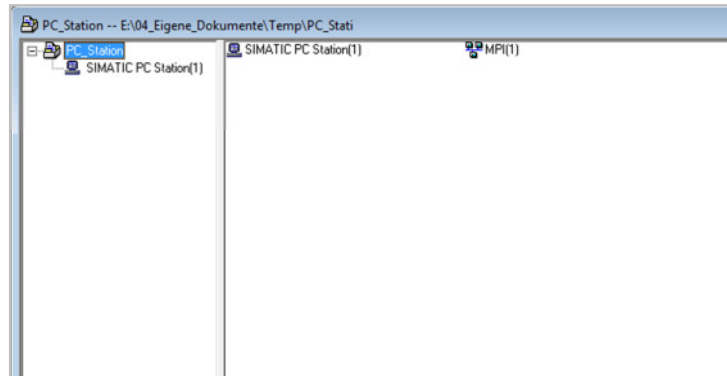 PC_Station -- E:\04_Eigene_Dokumente\Temp\PC_Stati
PC_Station
SIMATIC PC Station(1)
SIMATIC PC Station(1)
MPI(1)